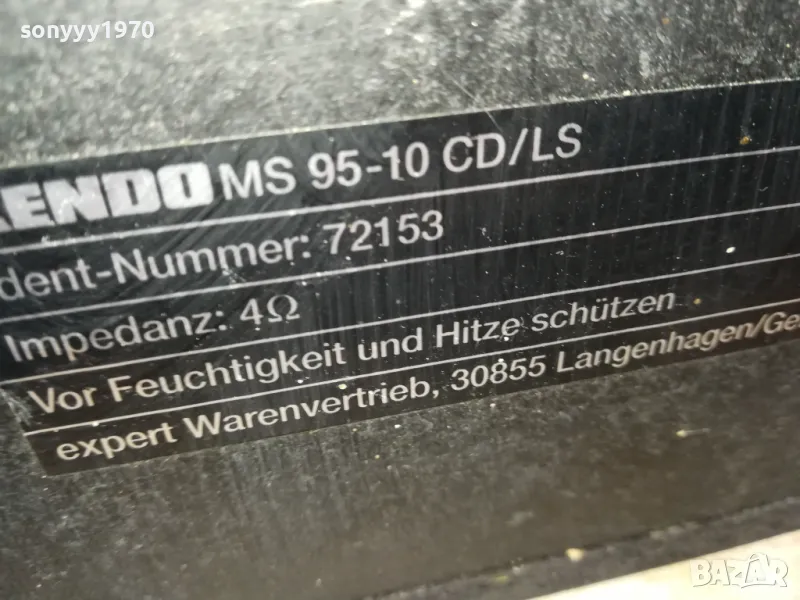 sonyyy1970
KENDO MS 95-10 CD/LS
dent-Nummer: 72153
Impedanz: 4Ω
Vor Feuchtigkeit und Hitze schützen
expert Warenvertrieb, 30855 Langenhagen/Ge
BAZAR